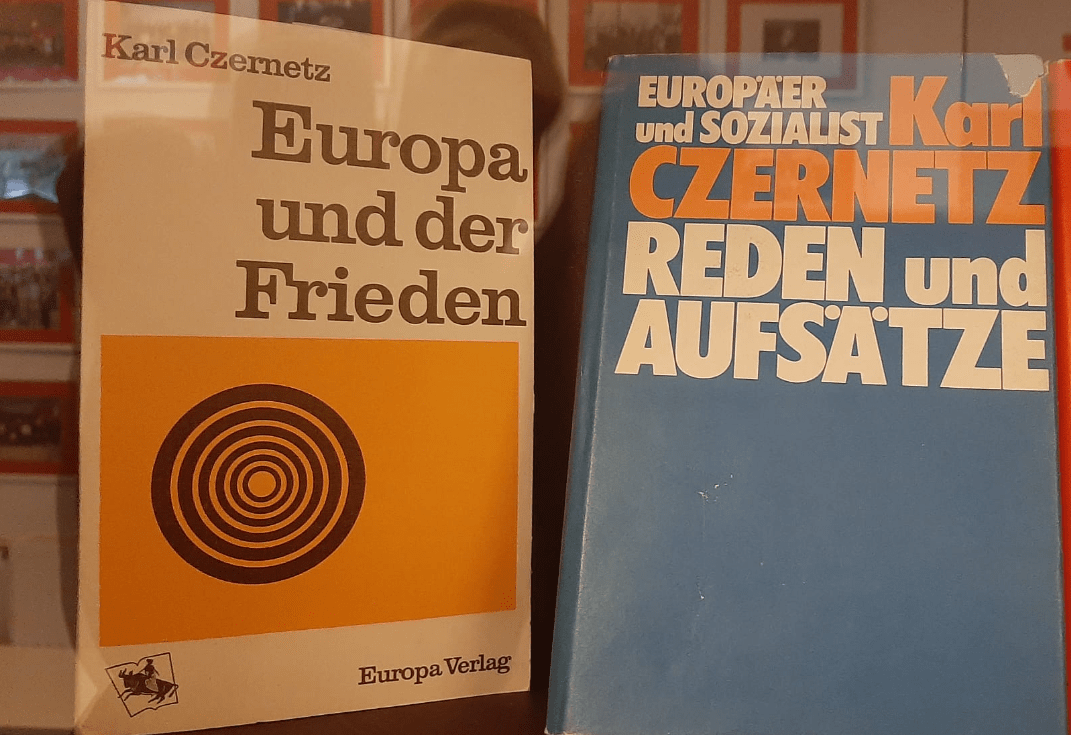 Karl Czernetz
Europa
und der
Frieden
Europa Verlag
EUROPÄER
und SOZIALIST Karl
CZERNETZ
REDEN und
AUFSÄTZE